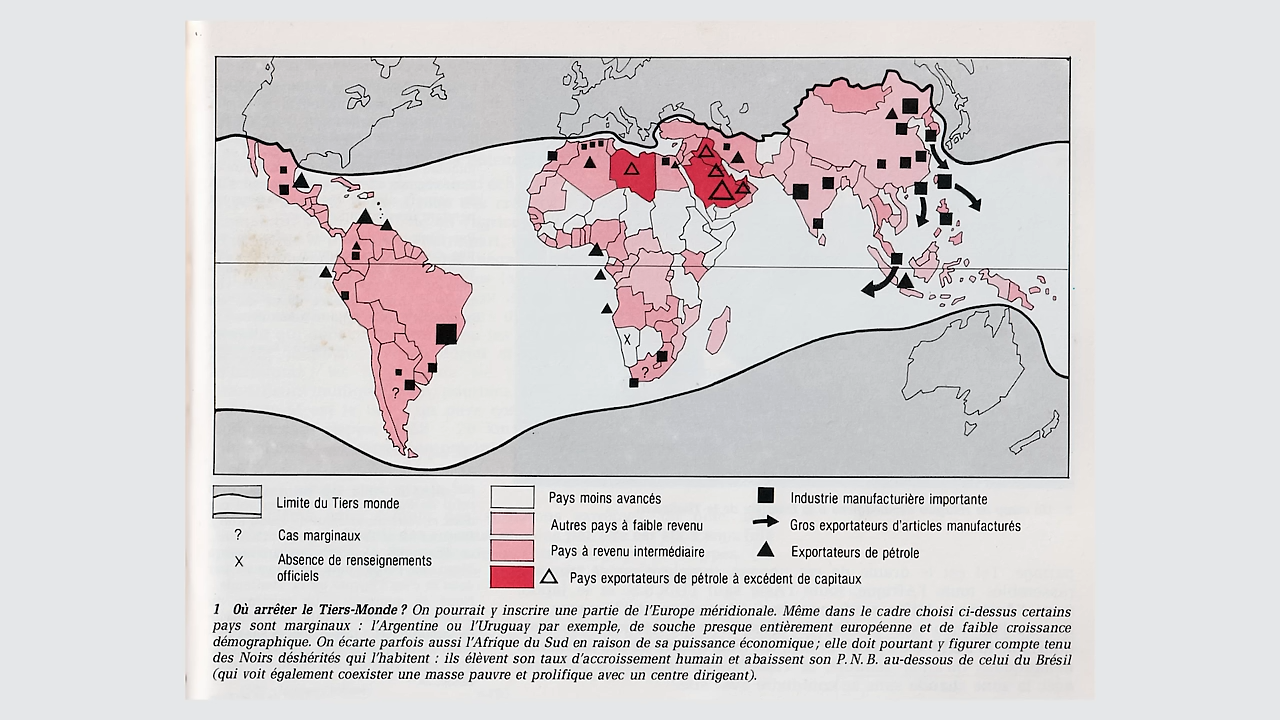 X
?
?
Limite du Tiers monde
? Cas marginaux
X Absence de renseignements
officiels
Pays moins avancés
Autres pays à faible revenu
Pays à revenu intermédiaire
Pays exportateurs de pétrole à excédent de capitaux
Industrie manufacturière importante
Gros exportateurs d'articles manufacturés
Exportateurs de pétrole
1 Où arrêter le Tiers-Monde ? On pourrait y inscrire une partie de l'Europe méridionale. Même dans le cadre choisi ci-dessus certains
pays sont marginaux : l'Argentine ou l'Uruguay par exemple, de souche presque entièrement européenne et de faible croissance
démographique. On écarte parfois aussi l'Afrique du Sud en raison de sa puissance économique ; elle doit pourtant y figurer compte tenu
des Noirs déshérités qui l'habitent : ils élèvent son taux d'accroissement humain et abaissent son P. N. B. au-dessous de celui du Brésil
(qui voit également coexister une masse pauvre et prolifique avec un centre dirigeant).